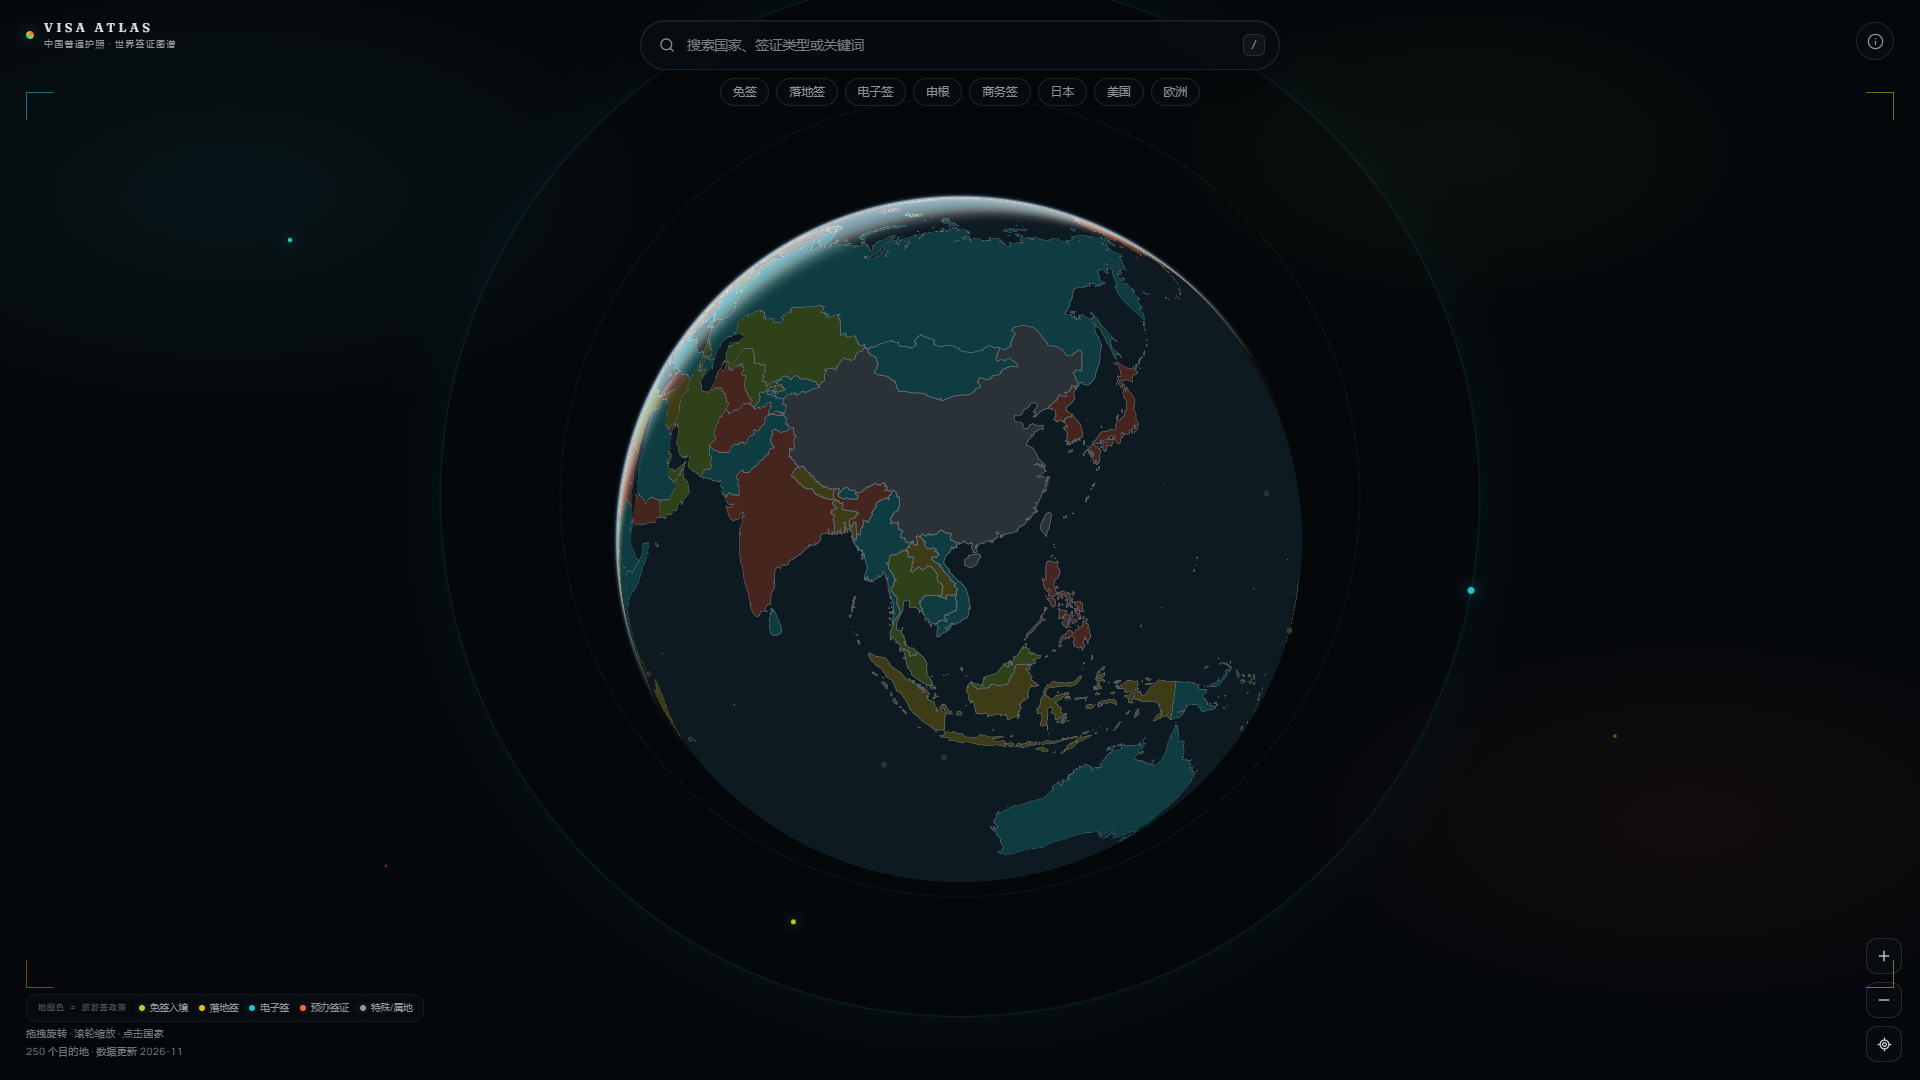 VISA ATLAS
中国普通护照 · 世界签证图谱
搜索国家、签证类型或关键词
/
免签
落地签
电子签
申根
商务签
日本
美国
欧洲
地图色 = 旅游签政策
免签入境
落地签
电子签
预办签证
特殊/属地
拖拽旋转 · 滚轮缩放 · 点击国家
250 个目的地 · 数据更新 2026-11